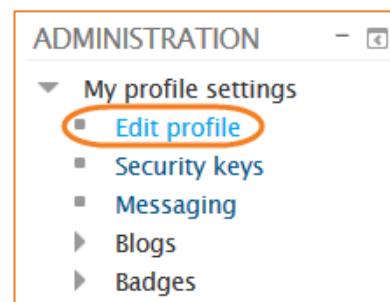 ADMINISTRATION
My profile settings
Edit profile
Security keys
Messaging
Blogs
Badges